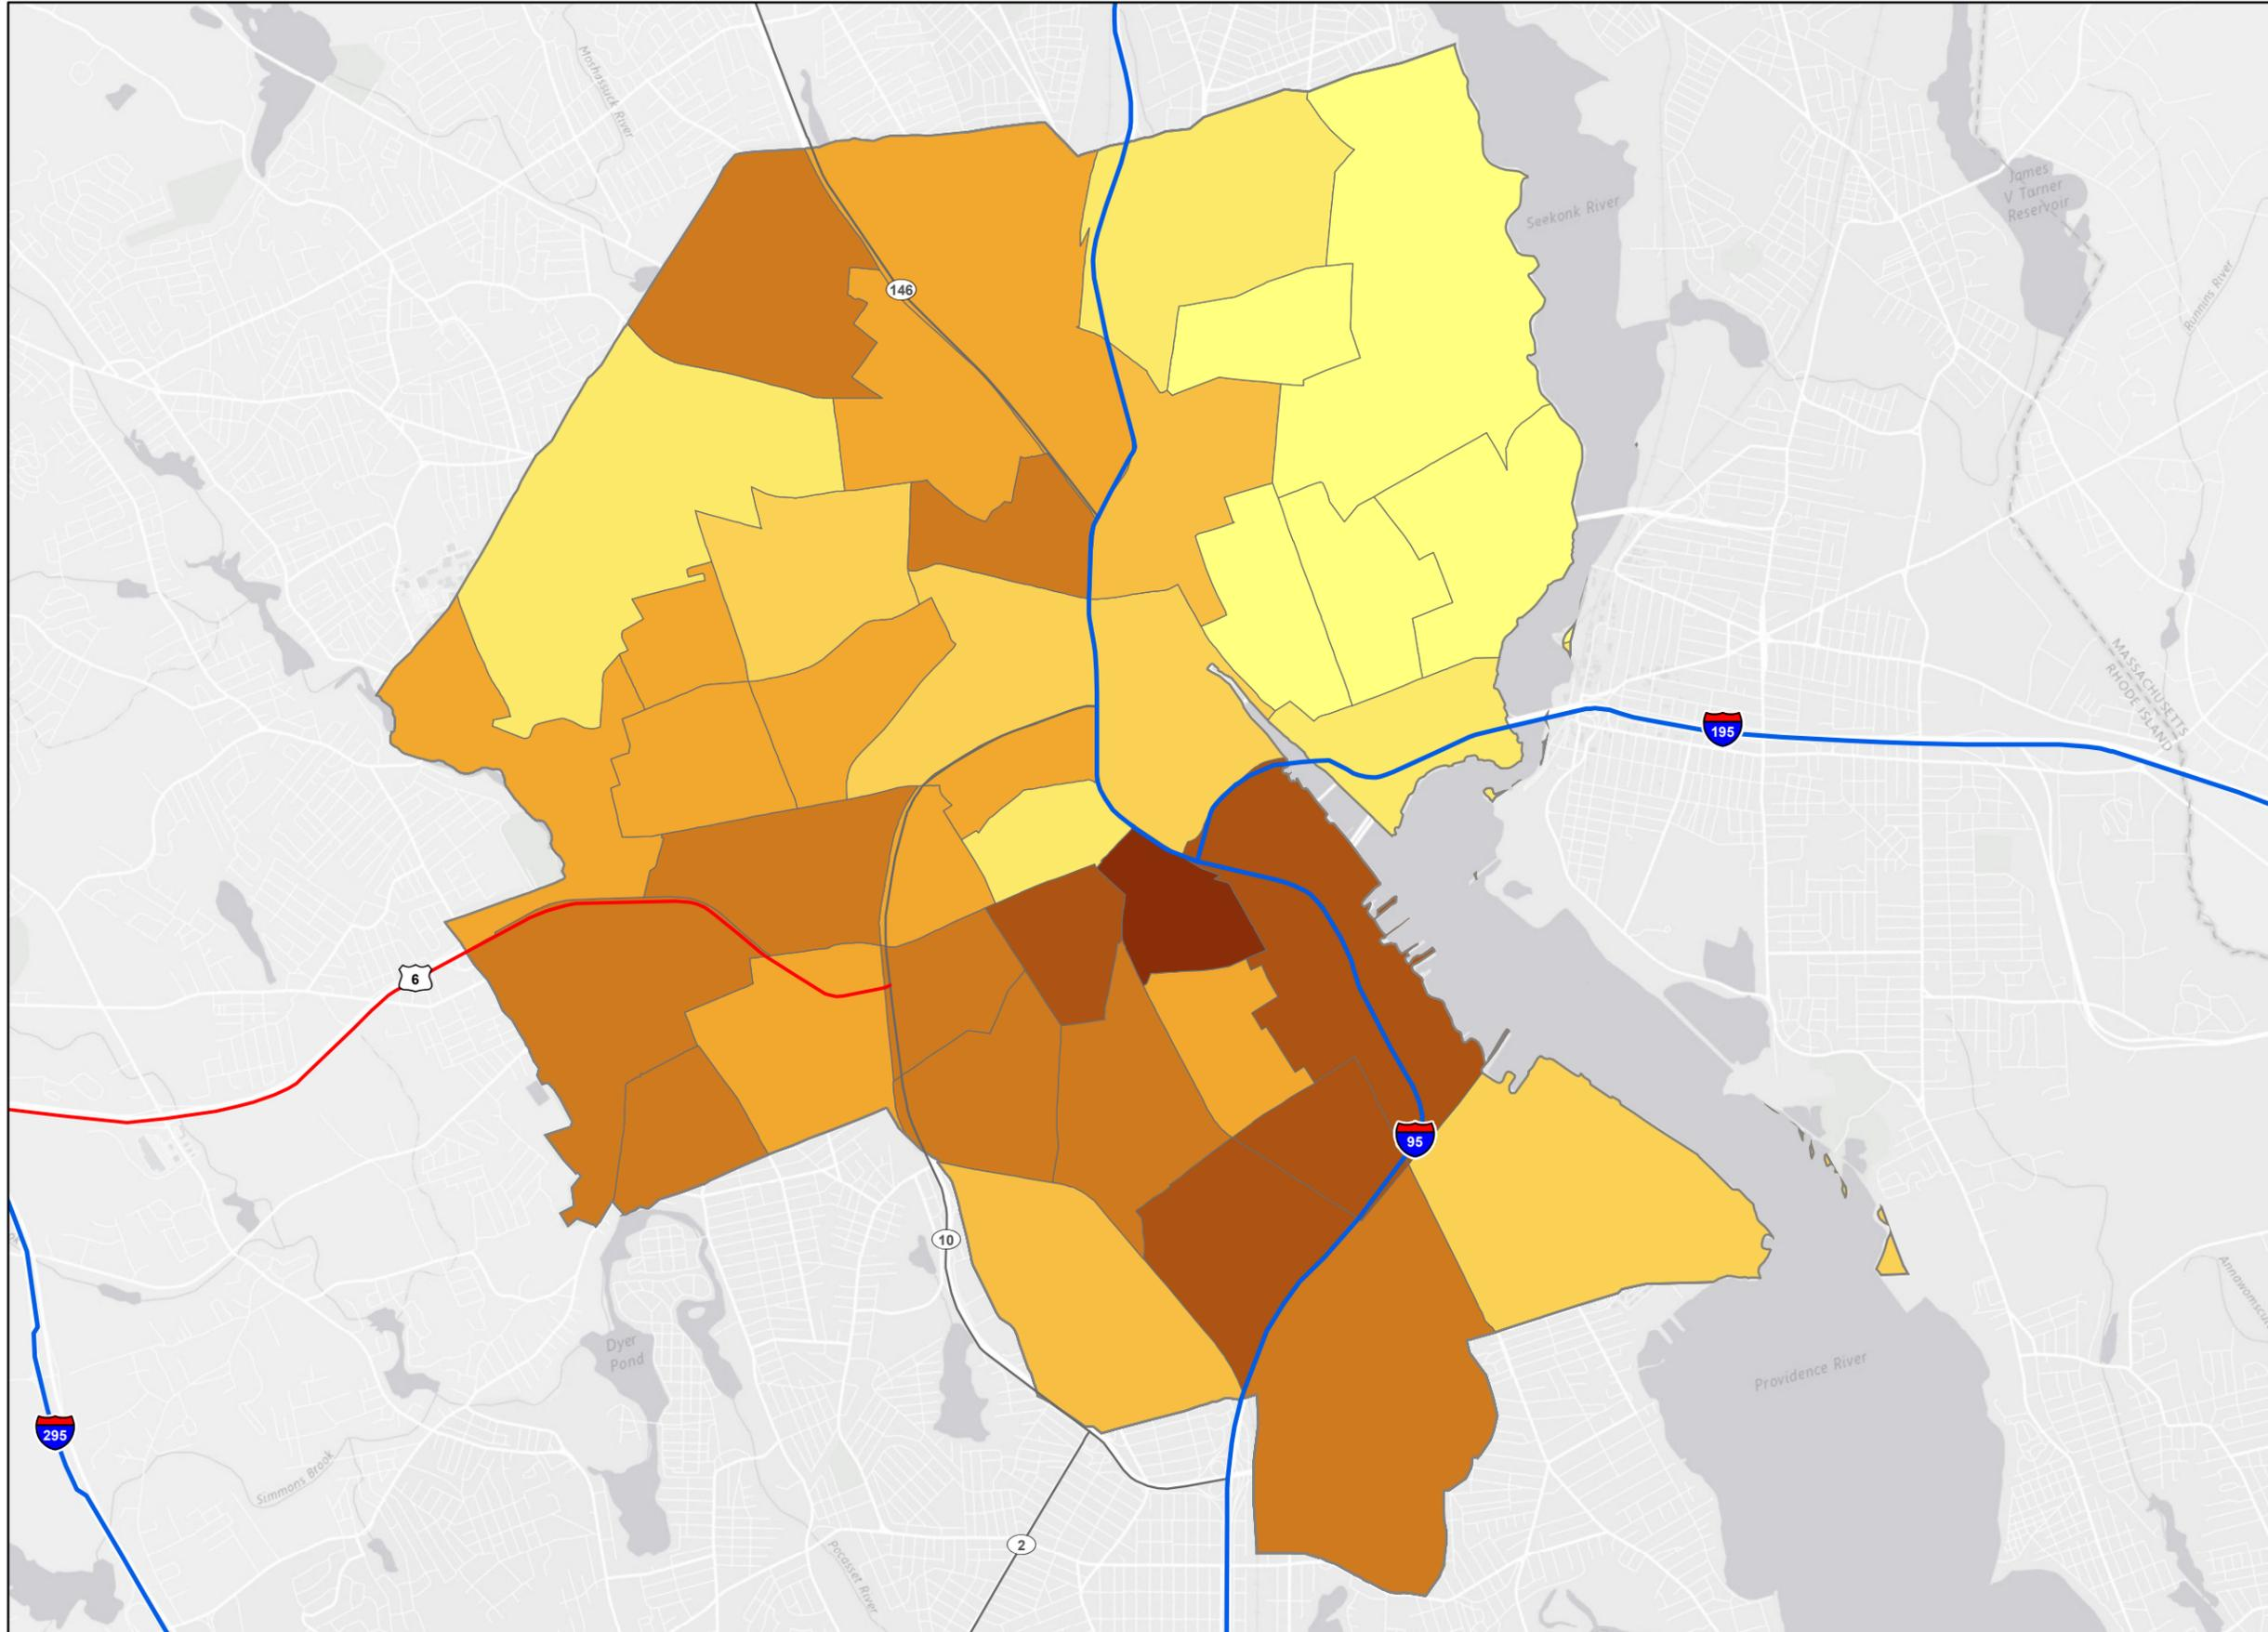 Moshassuck River
146
Seekonk River
James
V Turner
Reservoir
Runnins River
MASSACHUSETTS
RHODE ISLAND
195
6
95
10
Dyer
Pond
Providence River
295
Simmons Brook
2
Pocasset River